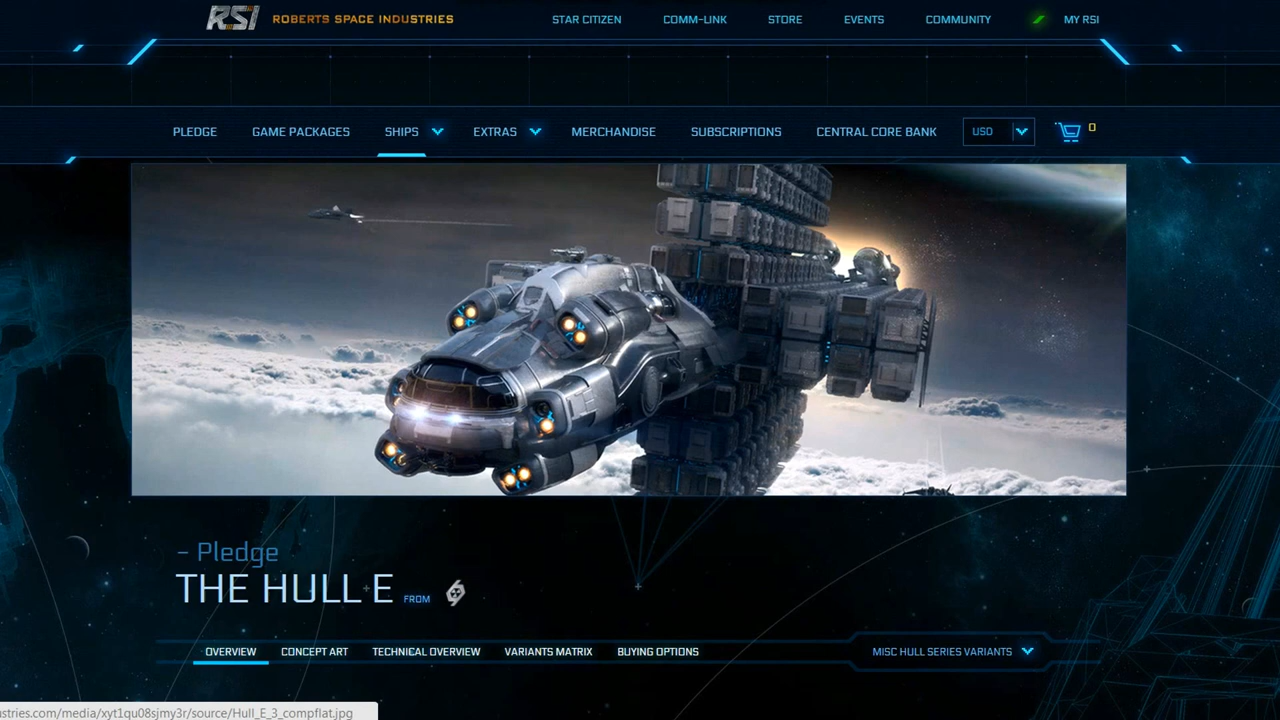 RSI ROBERTS SPACE INDUSTRIES STAR CITIZEN COMM-LINK STORE EVENTS COMMUNITY MY RSI
PLEDGE GAME PACKAGES SHIPS EXTRAS MERCHANDISE SUBSCRIPTIONS CENTRAL CORE BANK USD 0
– Pledge
THE HULL E FROM
OVERVIEW CONCEPT ART TECHNICAL OVERVIEW VARIANTS MATRIX BUYING OPTIONS MISC HULL SERIES VARIANTS
stries.com/media/xyt1qu08sjmy3r/source/Hull_E_3_compflat.jpg